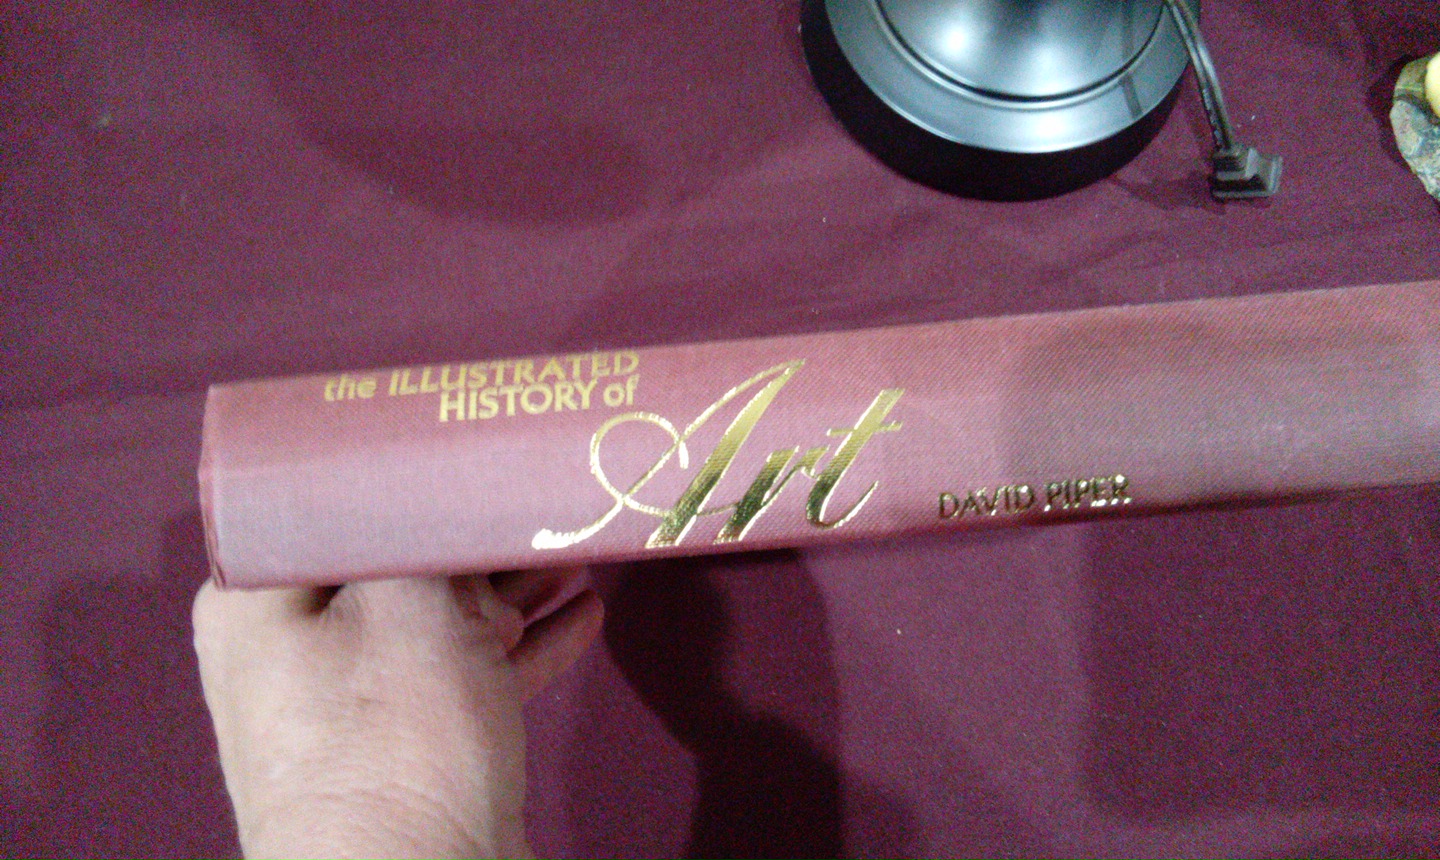 the ILLUSTRATED
HISTORY of
Art
DAVID PIPER